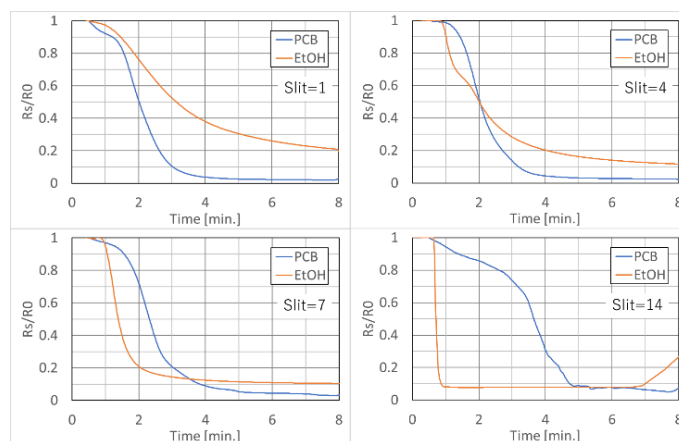 Rs/R0
1
0.8
0.6
0.4
0.2
0
0 2 4 6 8
Time [min.]
PCB
EtOH
Slit=1
Rs/R0
1
0.8
0.6
0.4
0.2
0
0 2 4 6 8
Time [min.]
PCB
EtOH
Slit=4
Rs/R0
1
0.8
0.6
0.4
0.2
0
0 2 4 6 8
Time [min.]
PCB
EtOH
Slit=7
Rs/R0
1
0.8
0.6
0.4
0.2
0
0 2 4 6 8
Time [min.]
PCB
EtOH
Slit=14